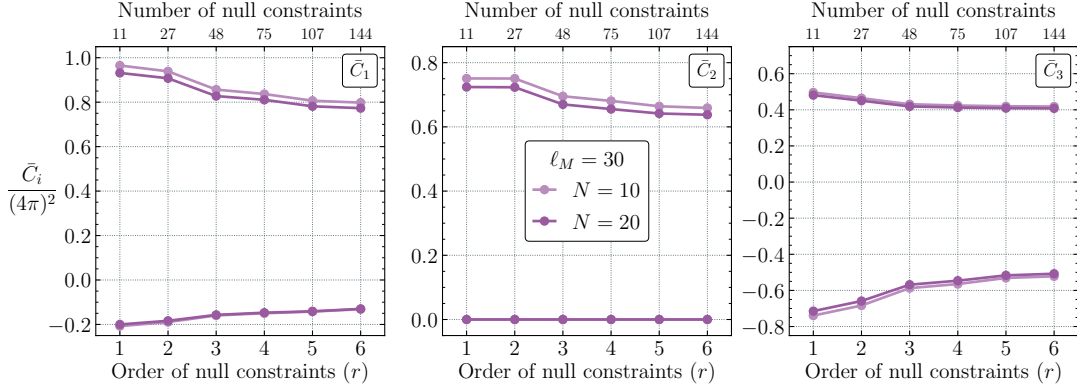 Number of null constraints
Number of null constraints
Number of null constraints
11 27 48 75 107 144
11 27 48 75 107 144
11 27 48 75 107 144
1.0
0.8
0.6
0.4
0.2
0.0
−0.2
C̄₁
C̄ᵢ
(4π)²
0.8
0.6
0.4
0.2
0.0
C̄₂
ℓ_M = 30
N = 10
N = 20
0.6
0.4
0.2
0.0
−0.2
−0.4
−0.6
−0.8
C̄₃
1 2 3 4 5 6
1 2 3 4 5 6
1 2 3 4 5 6
Order of null constraints (r)
Order of null constraints (r)
Order of null constraints (r)